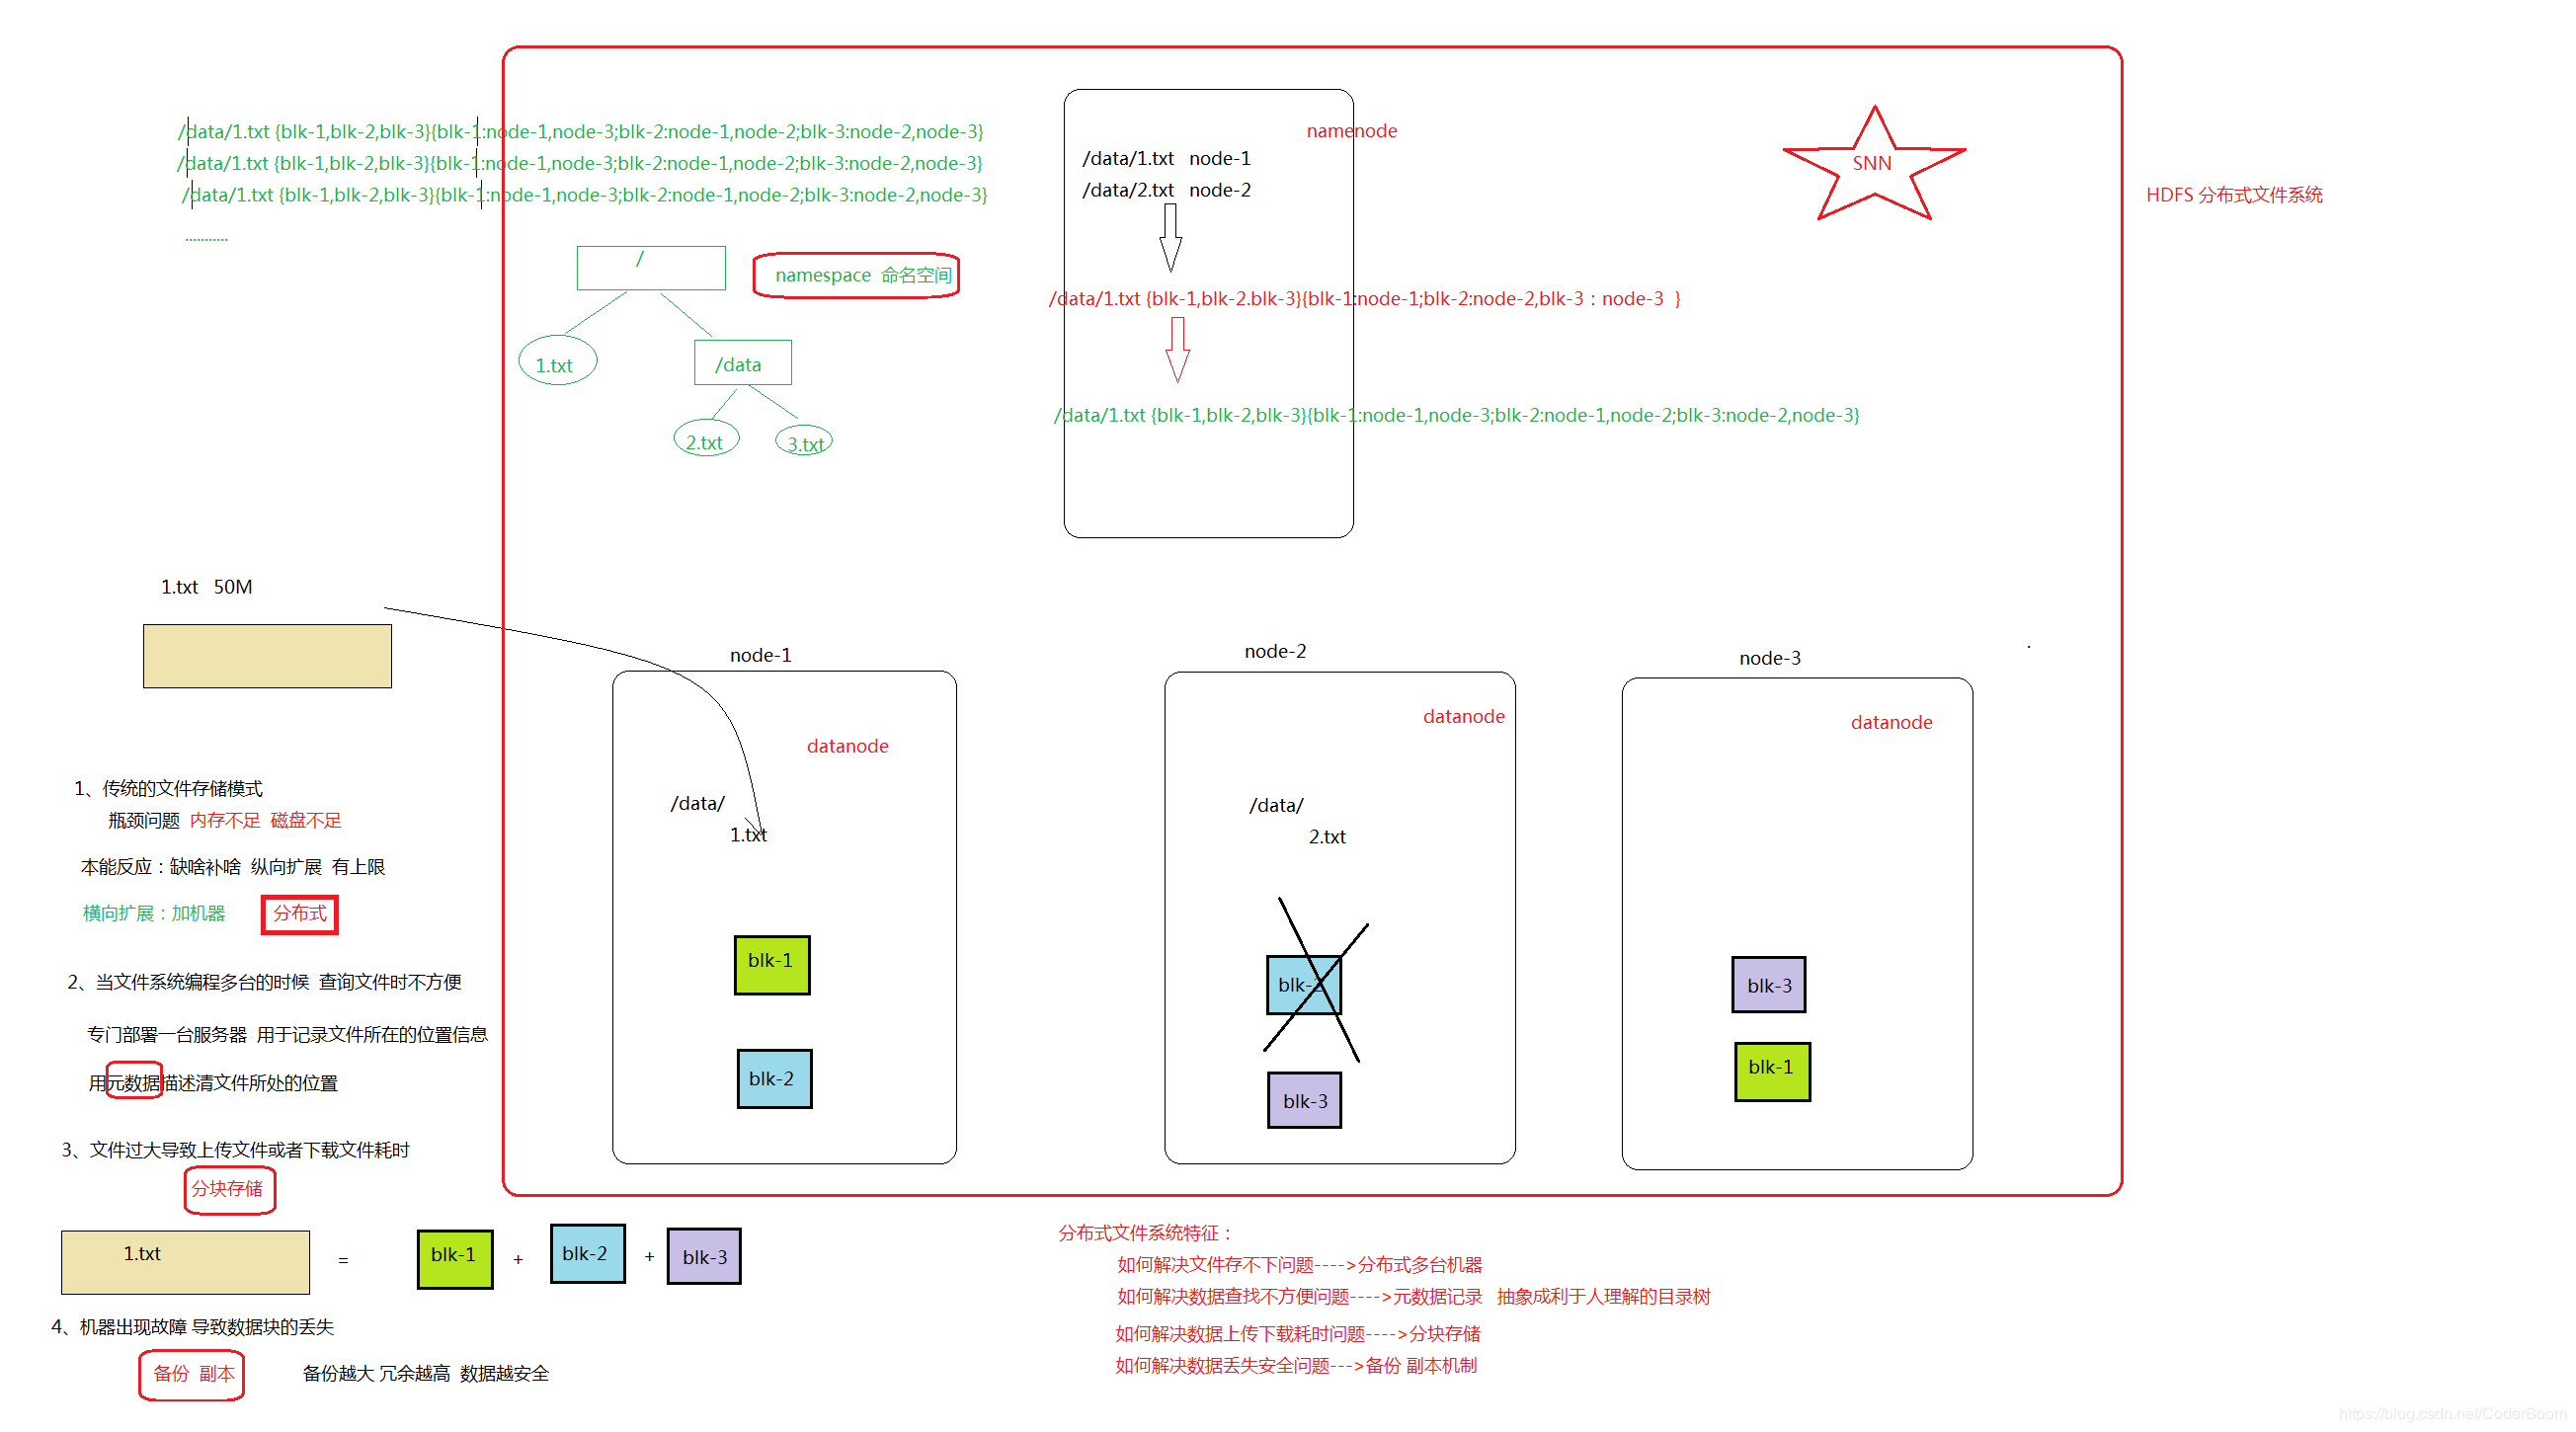 /data/1.txt {blk-1,blk-2,blk-3}{blk-1:node-1,node-3;blk-2:node-1,node-2;blk-3:node-2,node-3}
/data/1.txt {blk-1,blk-2,blk-3}{blk-1:node-1,node-3;blk-2:node-1,node-2;blk-3:node-2,node-3}
/data/1.txt {blk-1,blk-2,blk-3}{blk-1:node-1,node-3;blk-2:node-1,node-2;blk-3:node-2,node-3}
...........
/
namespace 命名空间
1.txt
/data
2.txt
3.txt
namenode
/data/1.txt node-1
/data/2.txt node-2
/data/1.txt {blk-1,blk-2.blk-3}{blk-1:node-1;blk-2:node-2,blk-3：node-3 }
/data/1.txt {blk-1,blk-2,blk-3}{blk-1:node-1,node-3;blk-2:node-1,node-2;blk-3:node-2,node-3}
SNN
HDFS 分布式文件系统
1.txt 50M
node-1
datanode
/data/
1.txt
blk-1
blk-2
node-2
datanode
/data/
2.txt
blk-2
blk-3
node-3
datanode
blk-3
blk-1
1、传统的文件存储模式
瓶颈问题 内存不足 磁盘不足
本能反应：缺啥补啥 纵向扩展 有上限
横向扩展：加机器 分布式
2、当文件系统编程多台的时候 查询文件时不方便
专门部署一台服务器 用于记录文件所在的位置信息
用元数据描述清文件所处的位置
3、文件过大导致上传文件或者下载文件耗时
分块存储
1.txt = blk-1 + blk-2 + blk-3
4、机器出现故障 导致数据块的丢失
备份 副本 备份越大 冗余越高 数据越安全
分布式文件系统特征：
如何解决文件存不下问题---->分布式多台机器
如何解决数据查找不方便问题---->元数据记录 抽象成利于人理解的目录树
如何解决数据上传下载耗时问题---->分块存储
如何解决数据丢失安全问题--->备份 副本机制
https://blog.csdn.net/CoderBoom